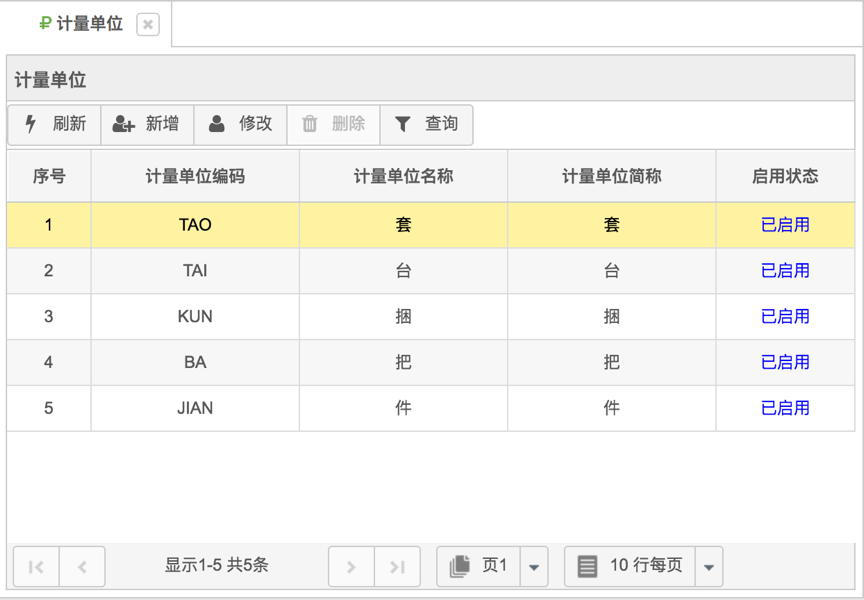 ₽ 计量单位
计量单位
刷新 新增 修改 删除 查询
序号 计量单位编码 计量单位名称 计量单位简称 启用状态
1 TAO 套 套 已启用
2 TAI 台 台 已启用
3 KUN 捆 捆 已启用
4 BA 把 把 已启用
5 JIAN 件 件 已启用
显示1-5 共5条 页1 10 行每页